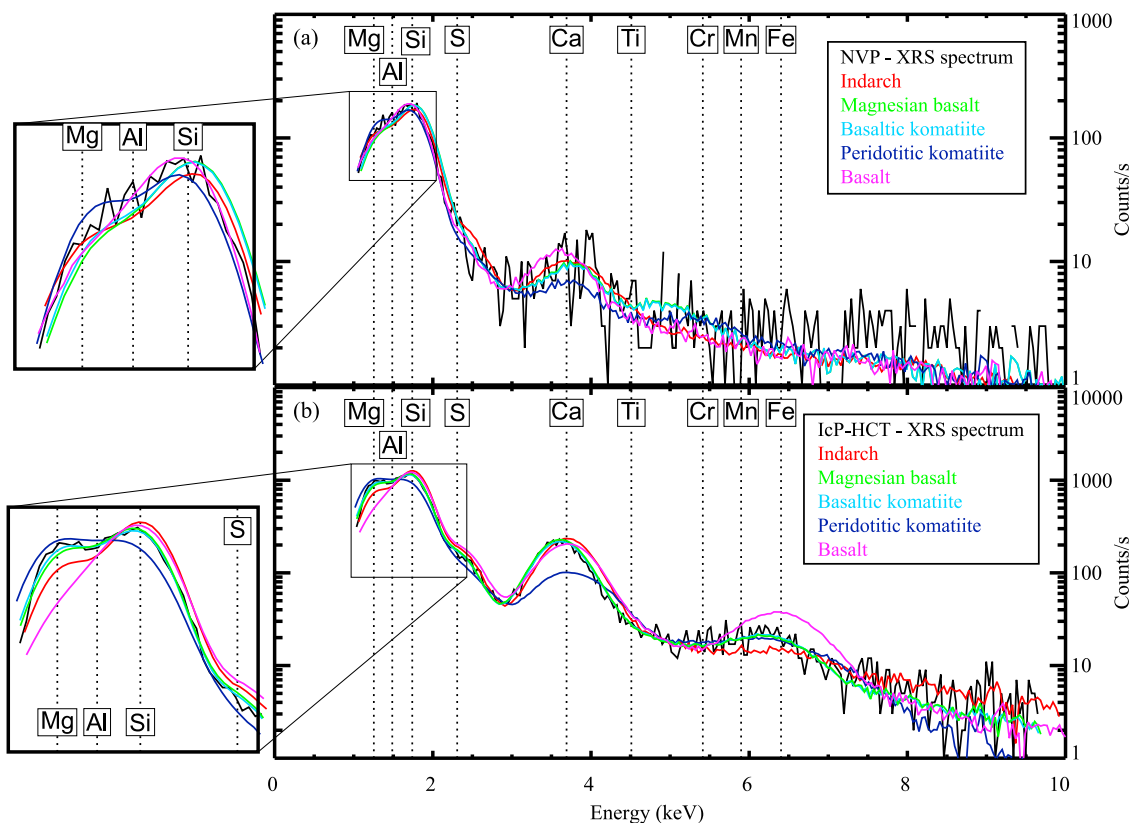 (a)
Mg
Al
Si
S
Ca
Ti
Cr
Mn
Fe
NVP - XRS spectrum
Indarch
Magnesian basalt
Basaltic komatiite
Peridotitic komatiite
Basalt
1000
100
10
1
Counts/s
Mg
Al
Si
(b)
Mg
Al
Si
S
Ca
Ti
Cr
Mn
Fe
IcP-HCT - XRS spectrum
Indarch
Magnesian basalt
Basaltic komatiite
Peridotitic komatiite
Basalt
10000
1000
100
10
1
Counts/s
S
Mg
Al
Si
0
2
4
6
8
10
Energy (keV)